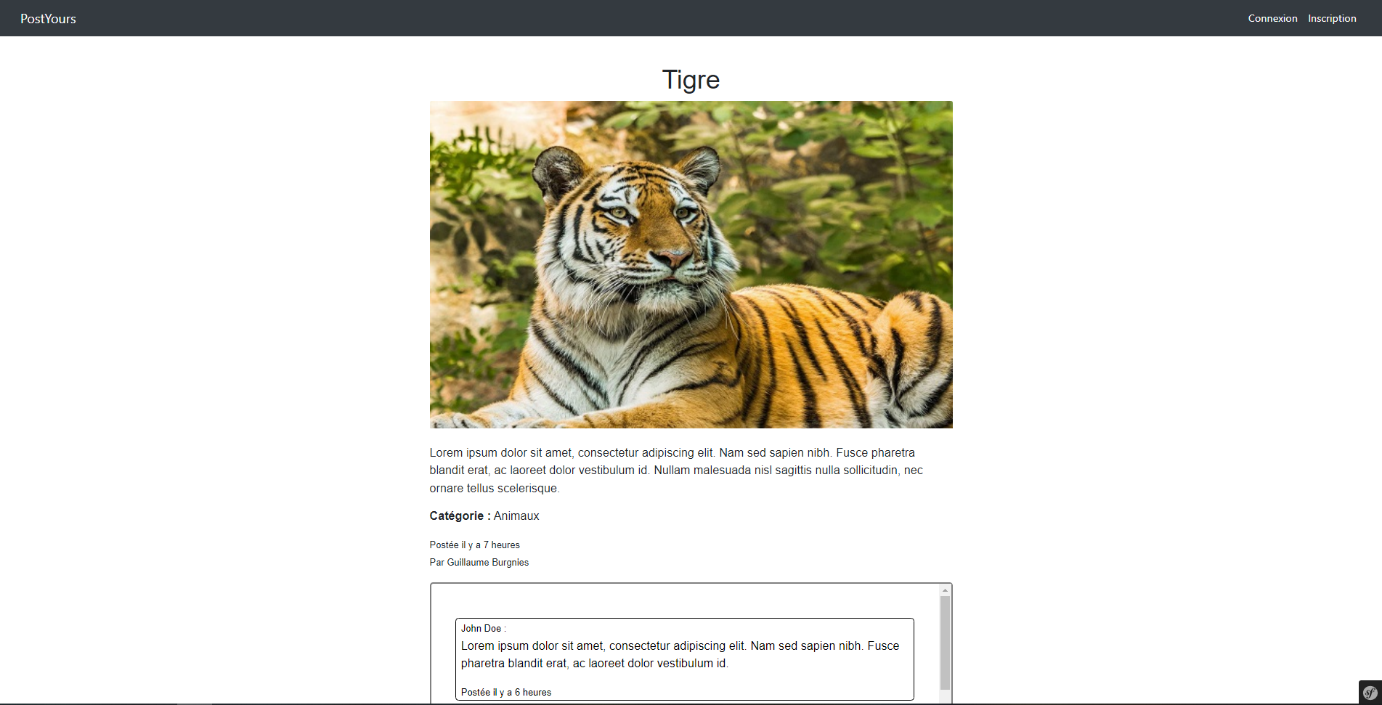 PostYours
Connexion Inscription
Tigre
Lorem ipsum dolor sit amet, consectetur adipiscing elit. Nam sed sapien nibh. Fusce pharetra
blandit erat, ac laoreet dolor vestibulum id. Nullam malesuada nisl sagittis nulla sollicitudin, nec
ornare tellus scelerisque.
Catégorie : Animaux
Postée il y a 7 heures
Par Guillaume Burgnies
John Doe :
Lorem ipsum dolor sit amet, consectetur adipiscing elit. Nam sed sapien nibh. Fusce
pharetra blandit erat, ac laoreet dolor vestibulum id.
Postée il y a 6 heures
sf